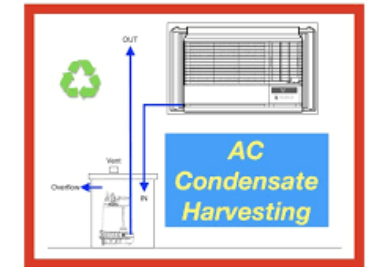 OUT
Vent
Overflow
IN
AC
Condensate
Harvesting